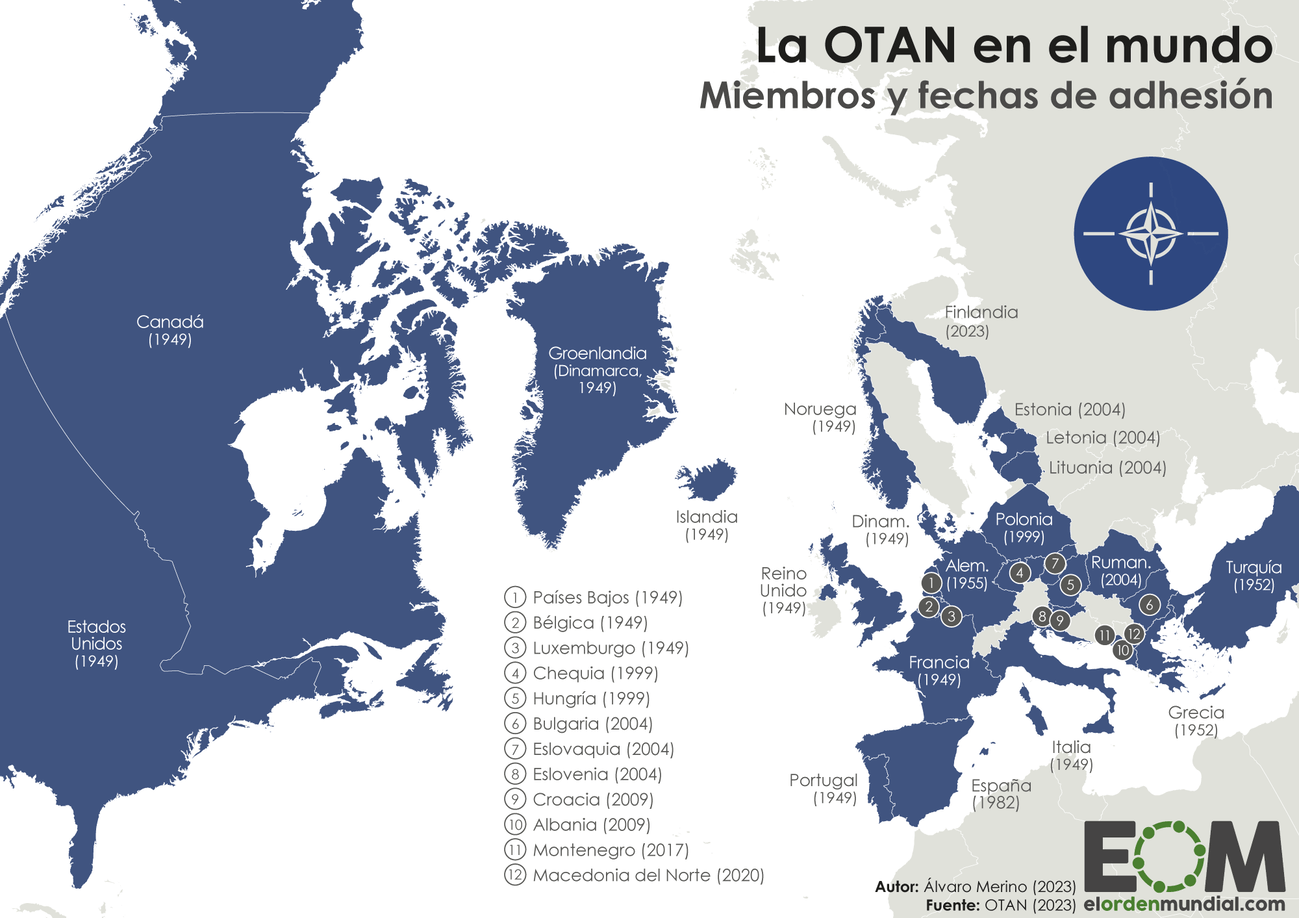 La OTAN en el mundo
Miembros y fechas de adhesión
Canadá
(1949)
Groenlandia
(Dinamarca,
1949)
Estados
Unidos
(1949)
Islandia
(1949)
Finlandia
(2023)
Noruega
(1949)
Estonia (2004)
Letonia (2004)
Lituania (2004)
Dinam.
(1949)
Polonia
(1999)
Reino
Unido
(1949)
Alem.
(1955)
Ruman.
(2004)
Turquía
(1952)
Francia
(1949)
Grecia
(1952)
Italia
(1949)
Portugal
(1949)
España
(1982)
1
2
3
4
7
5
6
8
9
11
12
10
1 Países Bajos (1949)
2 Bélgica (1949)
3 Luxemburgo (1949)
4 Chequia (1999)
5 Hungría (1999)
6 Bulgaria (2004)
7 Eslovaquia (2004)
8 Eslovenia (2004)
9 Croacia (2009)
10 Albania (2009)
11 Montenegro (2017)
12 Macedonia del Norte (2020)
Autor: Álvaro Merino (2023)
Fuente: OTAN (2023)
EOM
elordenmundial.com